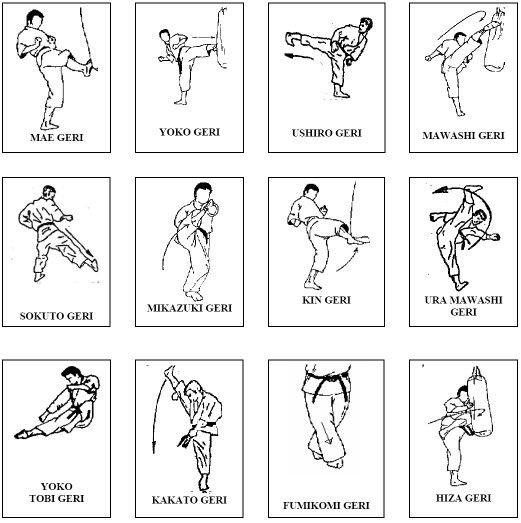 MAE GERI
YOKO GERI
USHIRO GERI
MAWASHI GERI
SOKUTO GERI
MIKAZUKI GERI
KIN GERI
URA MAWASHI
GERI
YOKO
TOBI GERI
KAKATO GERI
FUMIKOMI GERI
HIZA GERI